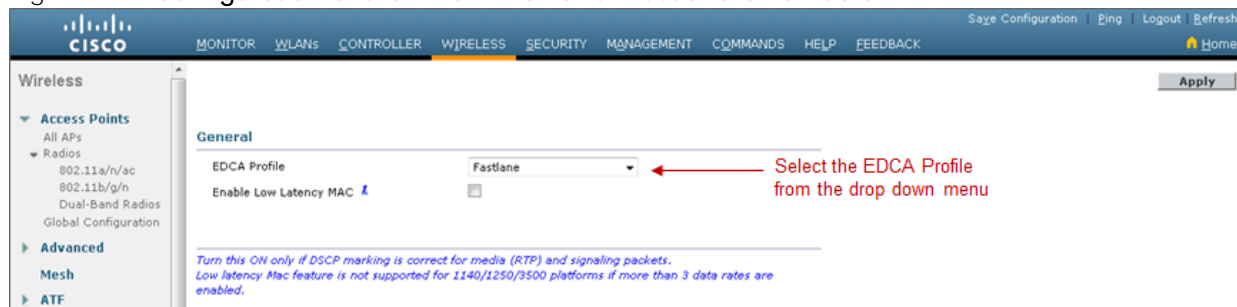 Save Configuration | Ping | Logout | Refresh
CISCO
MONITOR WLANs CONTROLLER WIRELESS SECURITY MANAGEMENT COMMANDS HELP FEEDBACK
Home
Wireless
Apply
Access Points
All APs
Radios
802.11a/n/ac
802.11b/g/n
Dual-Band Radios
Global Configuration
Advanced
Mesh
ATF
General
EDCA Profile
Fastlane
Select the EDCA Profile
from the drop down menu
Enable Low Latency MAC 1
Turn this ON only if DSCP marking is correct for media (RTP) and signaling packets.
Low latency Mac feature is not supported for 1140/1250/3500 platforms if more than 3 data rates are
enabled.